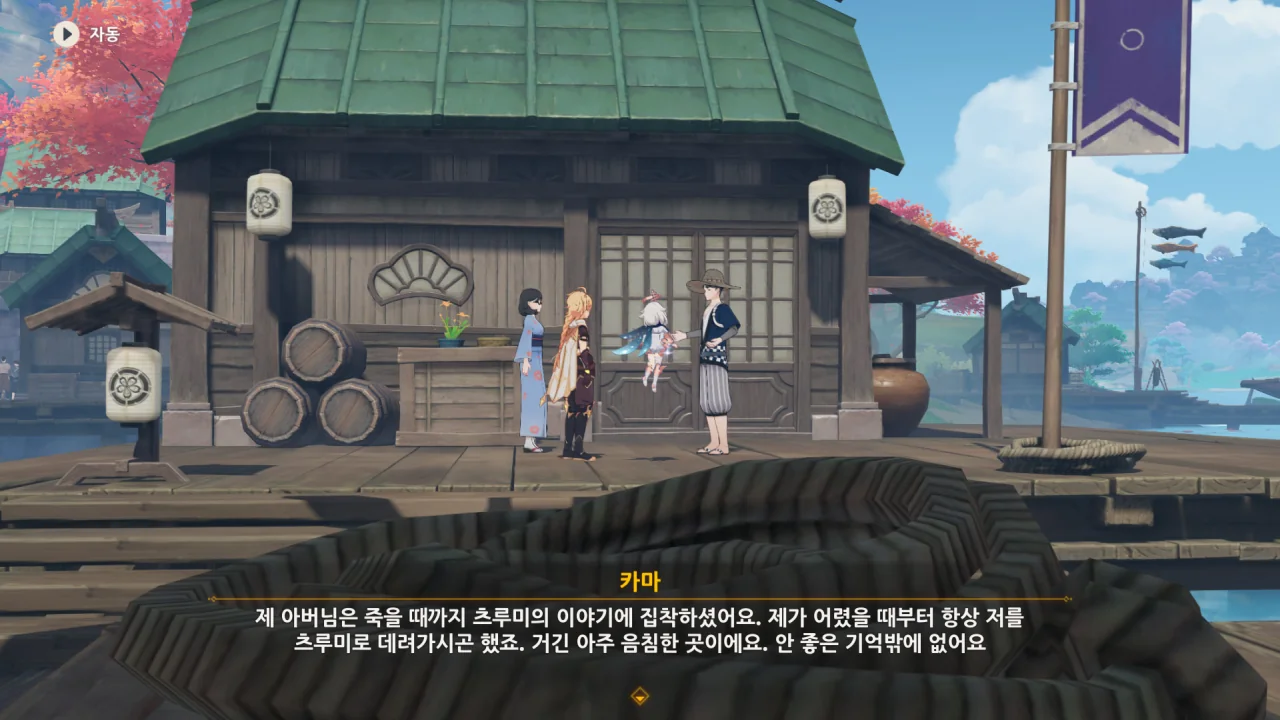 자동
카마
제 아버님은 죽을 때까지 츠루미의 이야기에 집착하셨어요. 제가 어렸을 때부터 항상 저를
츠루미로 데려가시곤 했죠. 거긴 아주 음침한 곳이에요. 안 좋은 기억밖에 없어요